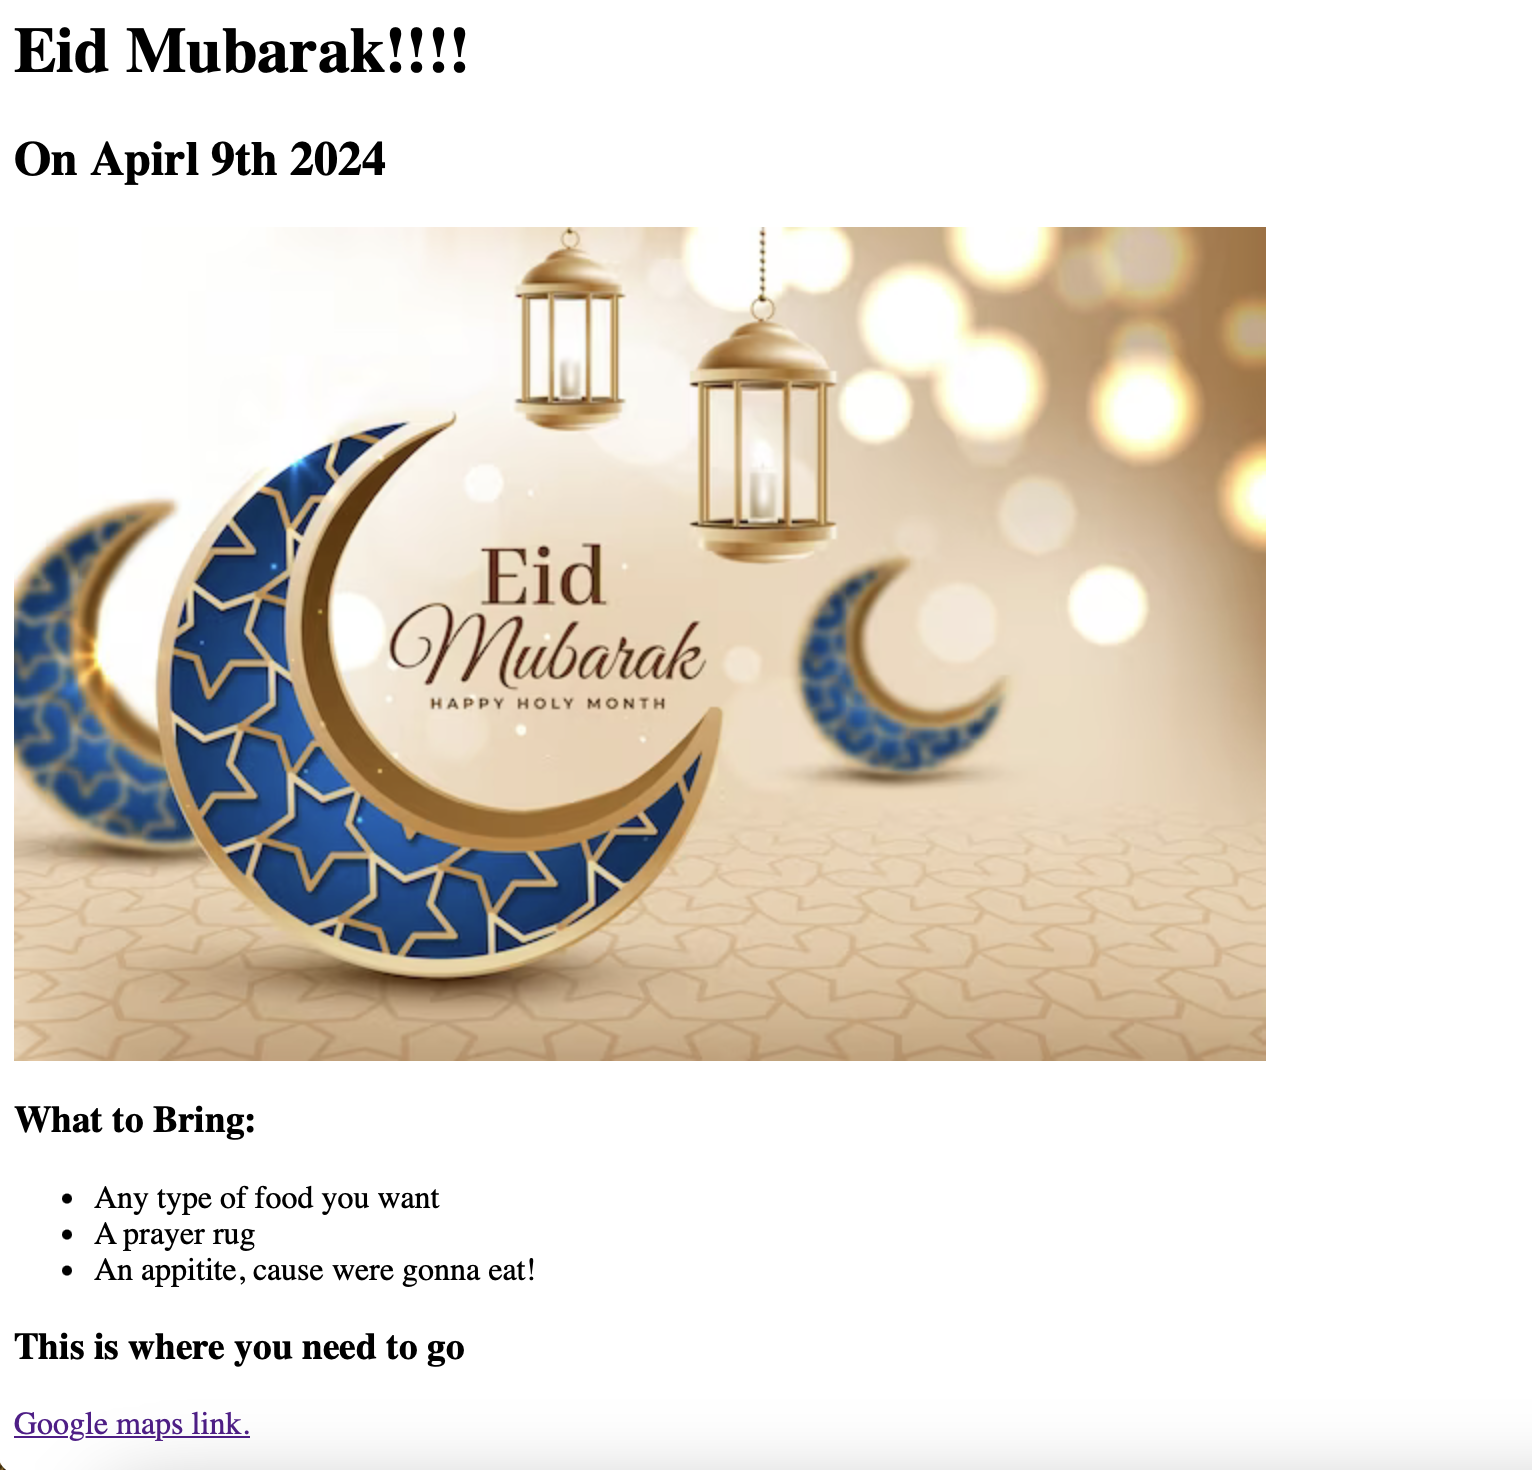 Eid Mubarak!!!!
On Apirl 9th 2024
Eid
Mubarak
HAPPY HOLY MONTH
What to Bring:
Any type of food you want
A prayer rug
An appitite, cause were gonna eat!
This is where you need to go
Google maps link.